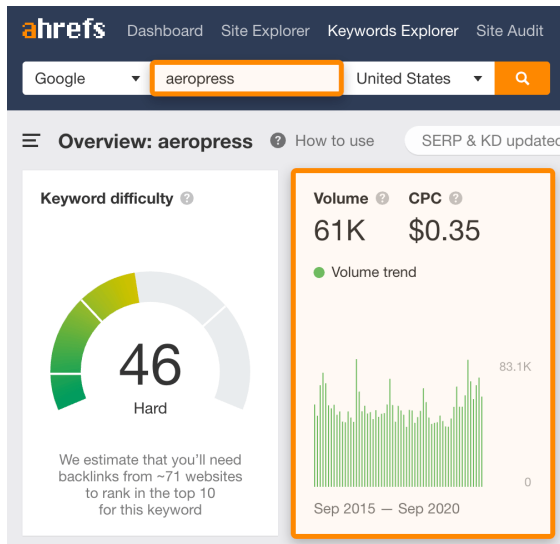 ahrefs Dashboard Site Explorer Keywords Explorer Site Audit
Google aeropress United States
Overview: aeropress ? How to use SERP & KD update
Keyword difficulty ?
46
Hard
We estimate that you’ll need
backlinks from ~71 websites
to rank in the top 10
for this keyword
Volume ? CPC ?
61K $0.35
Volume trend
83.1K
0
Sep 2015 — Sep 2020